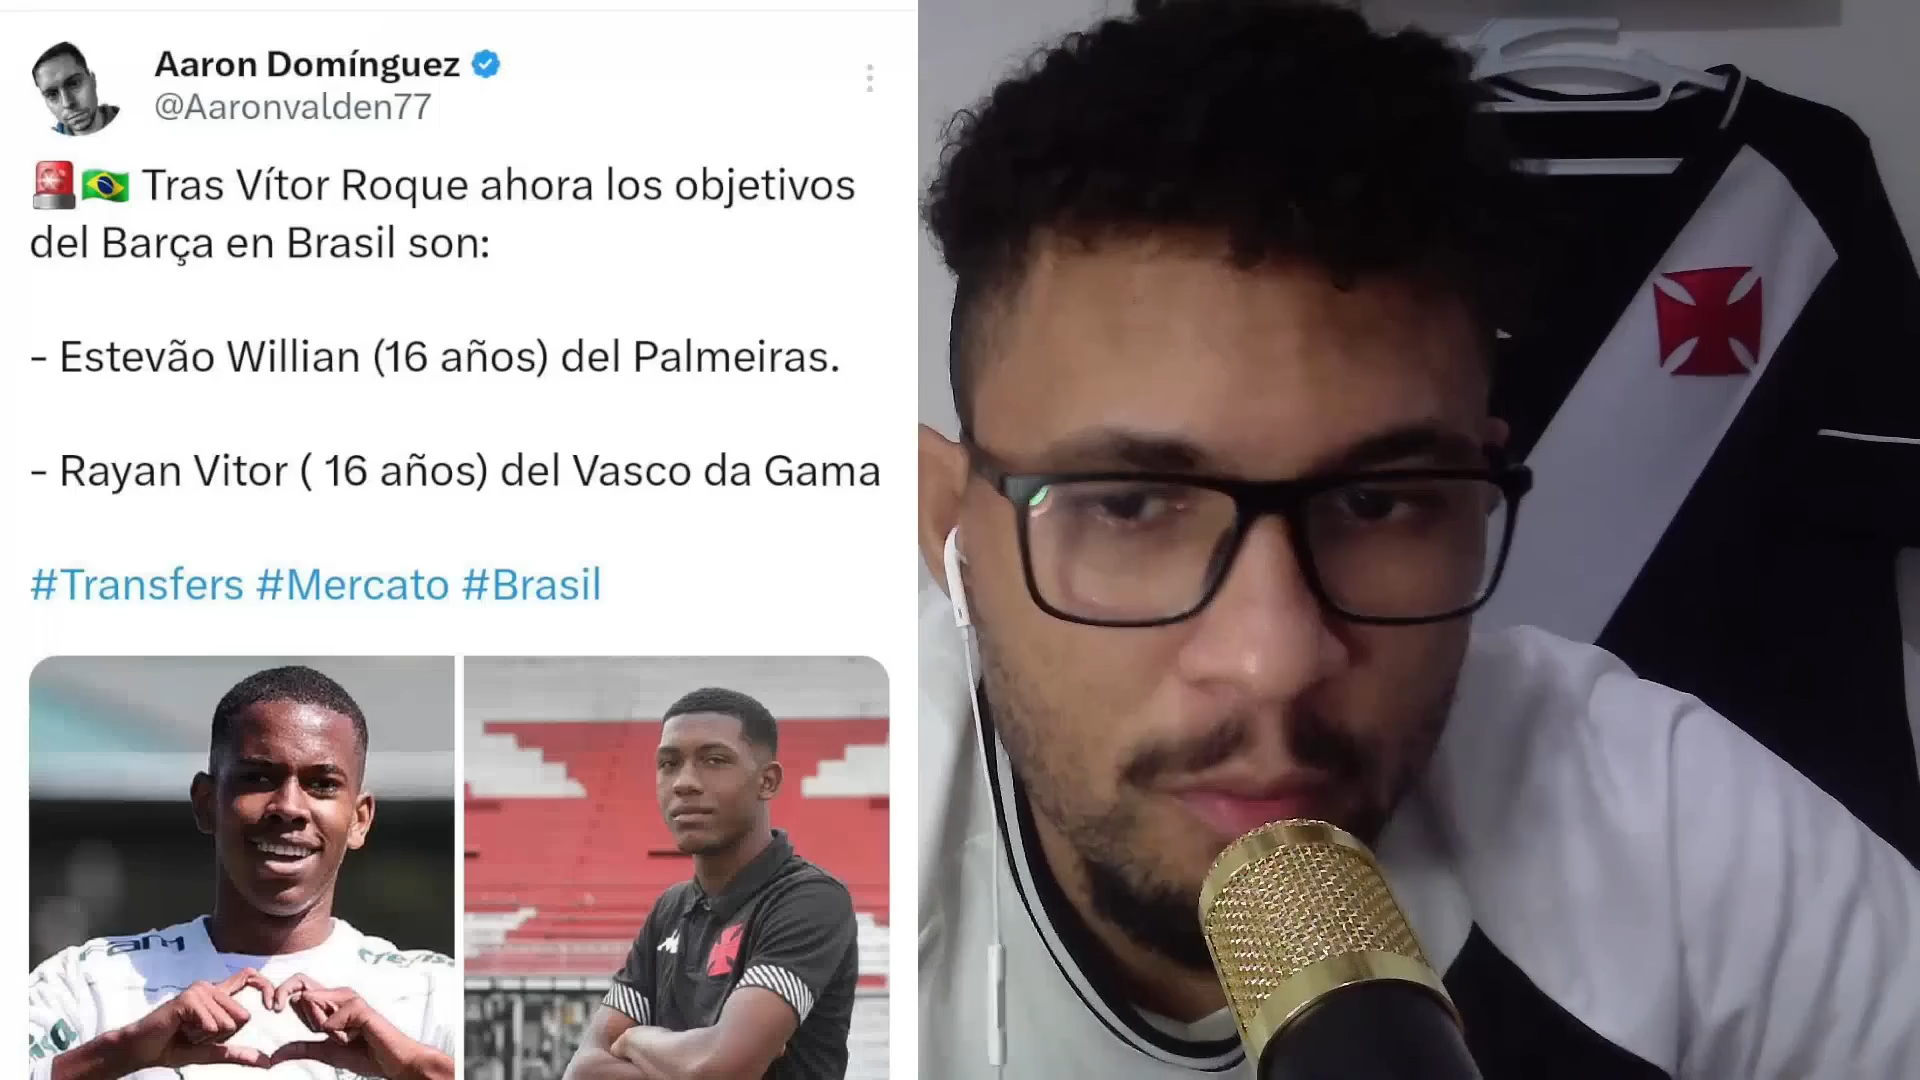 Aaron Domínguez
@Aaronvalden77
🚨🇧🇷 Tras Vítor Roque ahora los objetivos
del Barça en Brasil son:
- Estevão Willian (16 años) del Palmeiras.
- Rayan Vitor ( 16 años) del Vasco da Gama
#Transfers #Mercato #Brasil